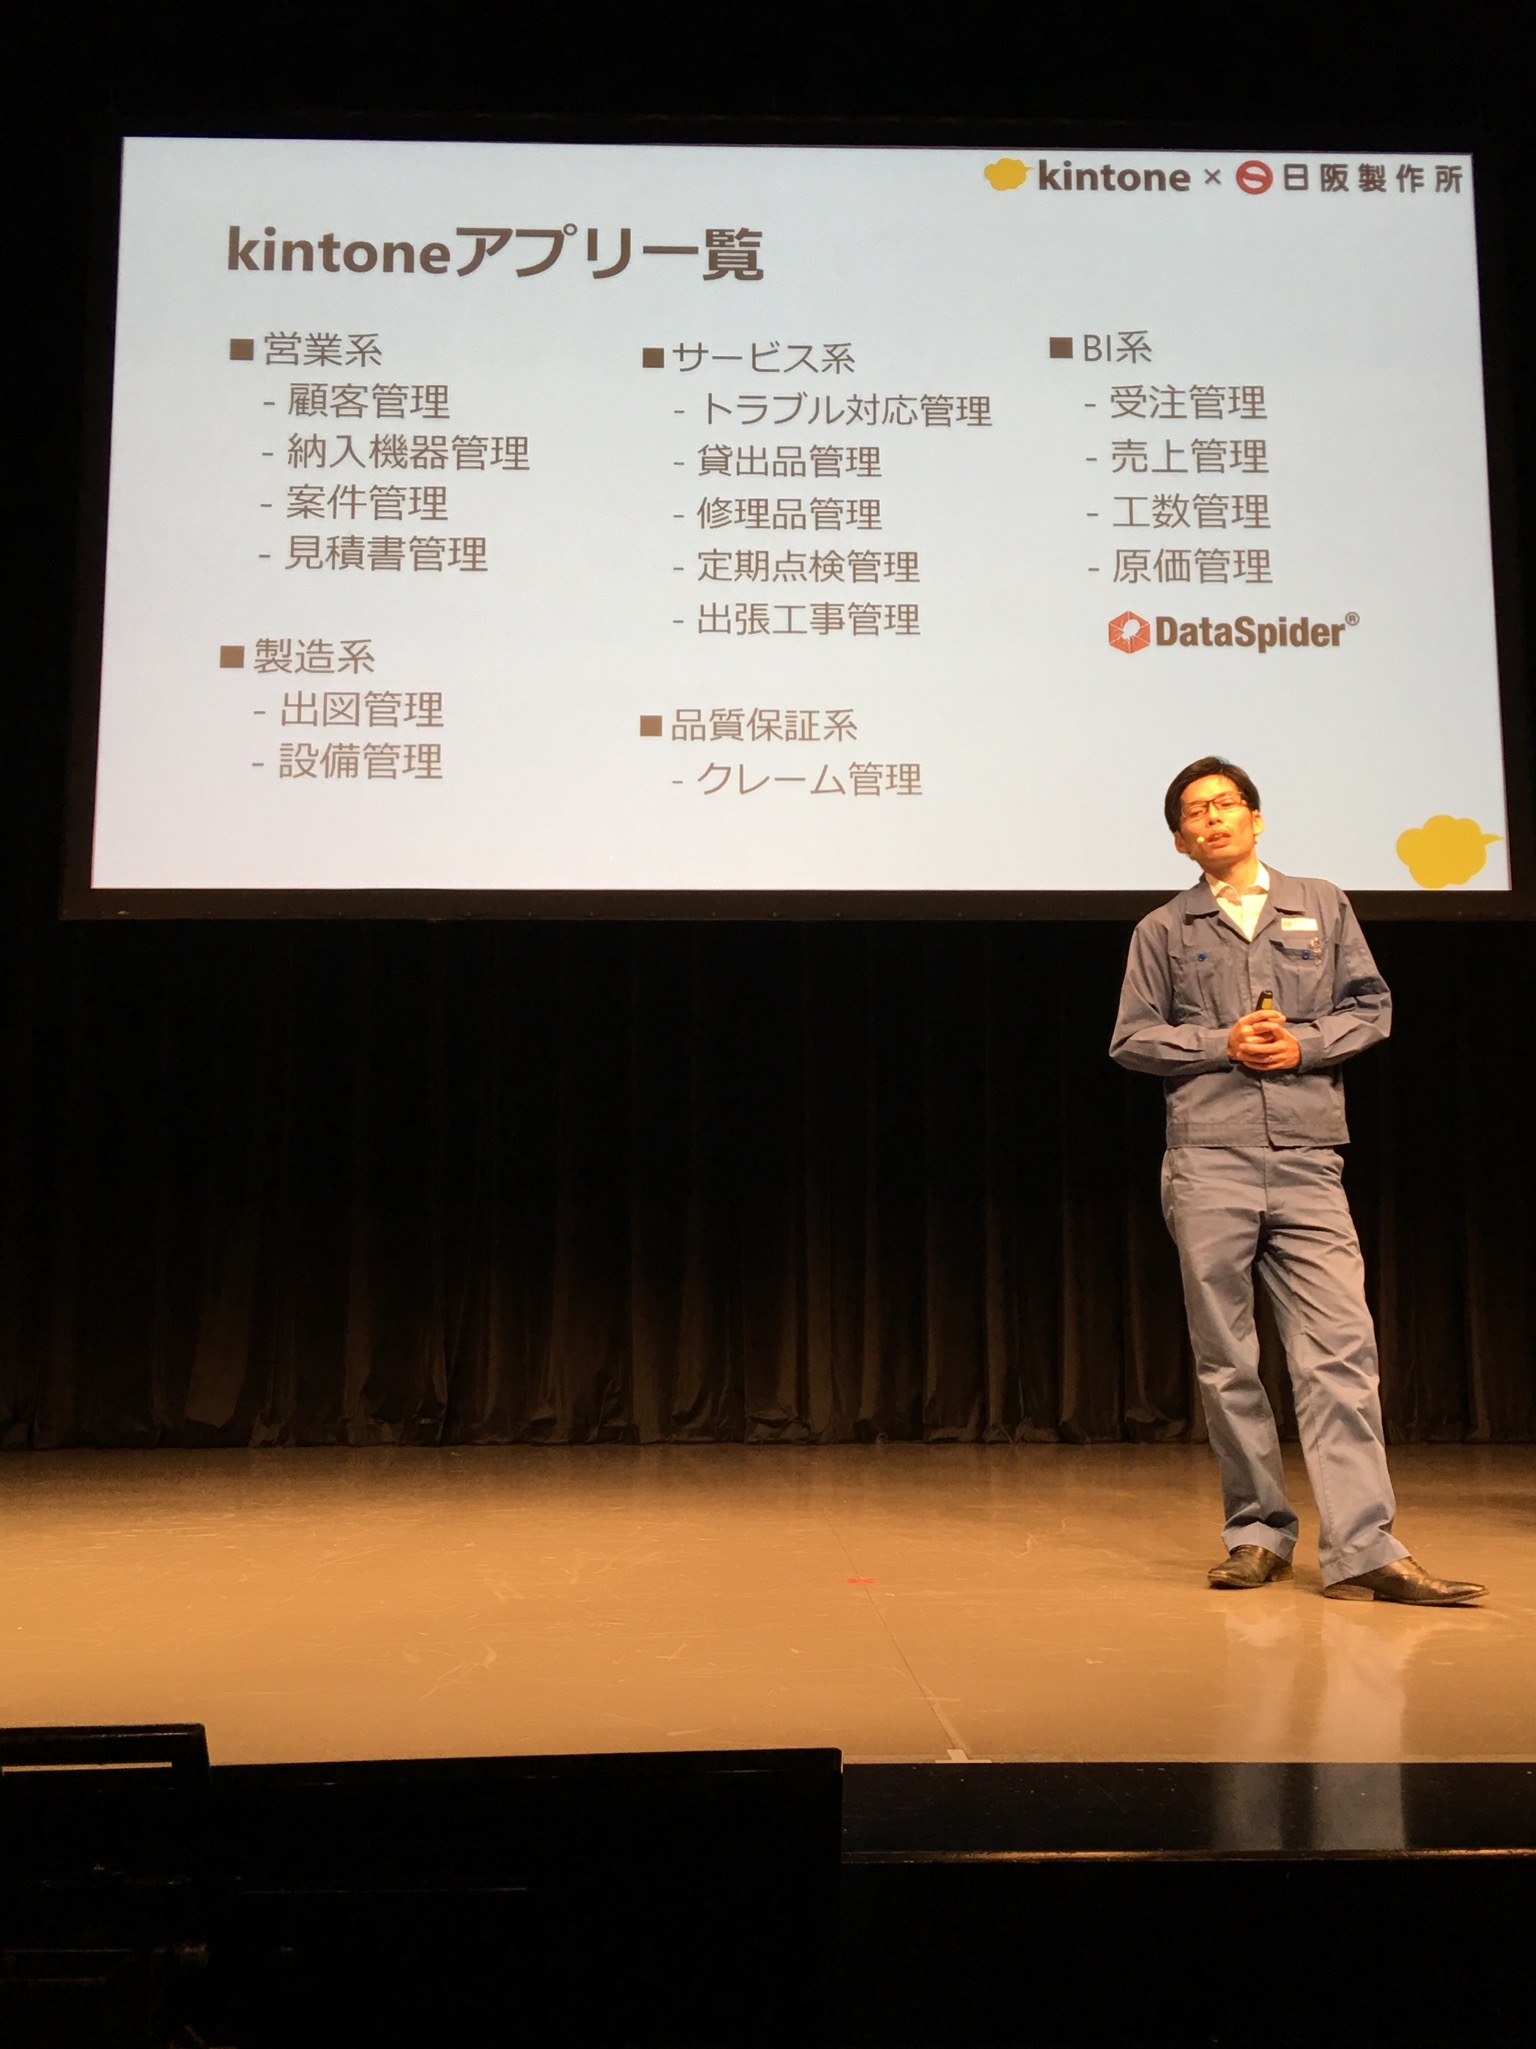 kintone × 日阪製作所
kintoneアプリ一覧
■ 営業系
- 顧客管理
- 納入機器管理
- 案件管理
- 見積書管理
■ 製造系
- 出図管理
- 設備管理
■ サービス系
- トラブル対応管理
- 貸出品管理
- 修理品管理
- 定期点検管理
- 出張工事管理
■ 品質保証系
- クレーム管理
■ BI系
- 受注管理
- 売上管理
- 工数管理
- 原価管理
DataSpider®